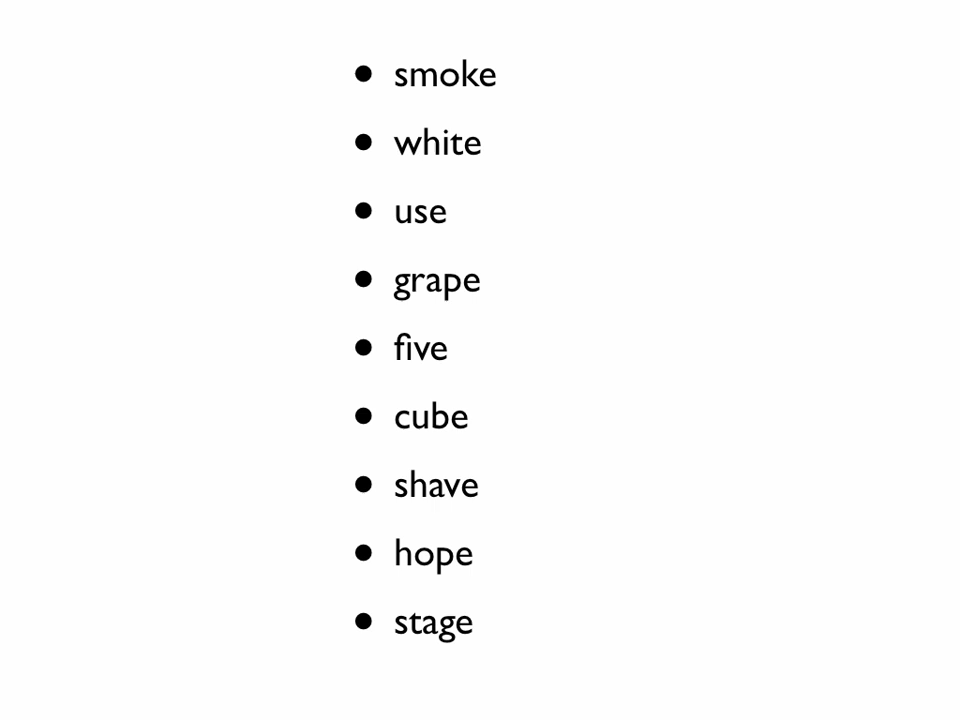 • smoke
• white
• use
• grape
• five
• cube
• shave
• hope
• stage